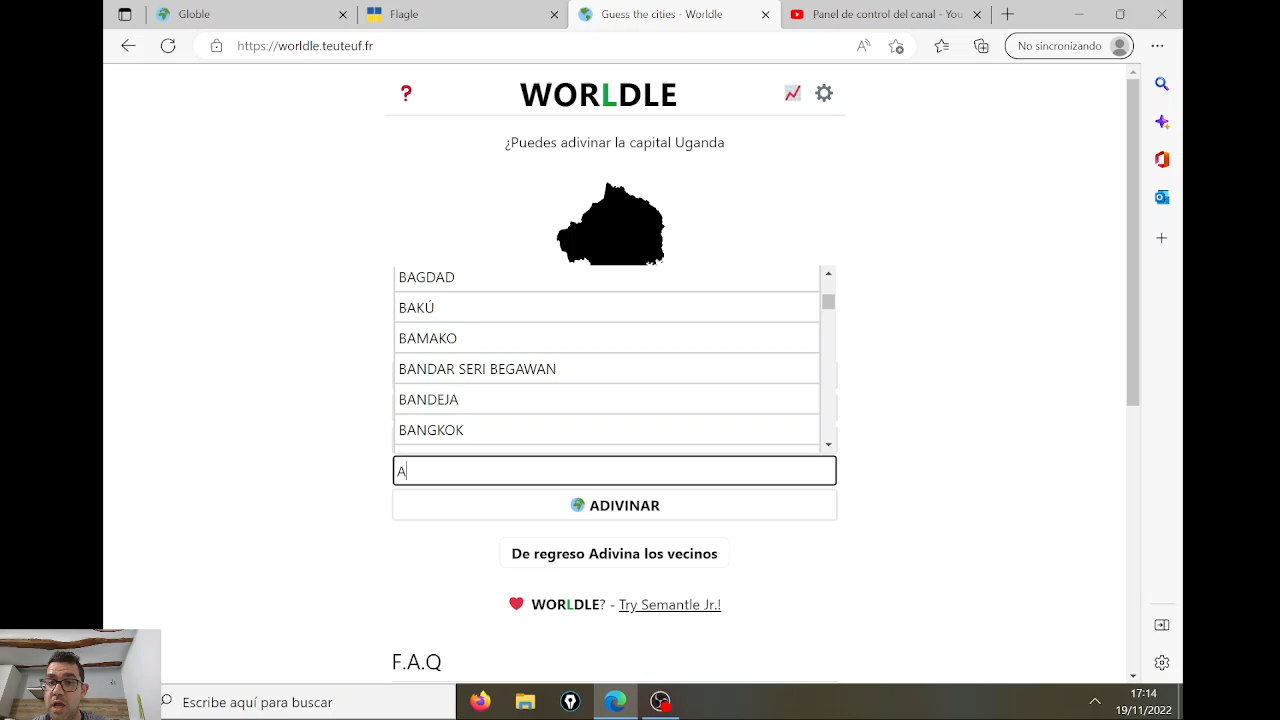 Globle
Flagle
Guess the cities - Worldle
Panel de control del canal - You
https://worldle.teuteuf.fr
No sincronizando
?
WORLDLE
¿Puedes adivinar la capital Uganda
BAGDAD
BAKÚ
BAMAKO
BANDAR SERI BEGAWAN
BANDEJA
BANGKOK
A
ADIVINAR
De regreso Adivina los vecinos
WORLDLE? - Try Semantle Jr.!
F.A.Q
Escribe aquí para buscar
17:14
19/11/2022